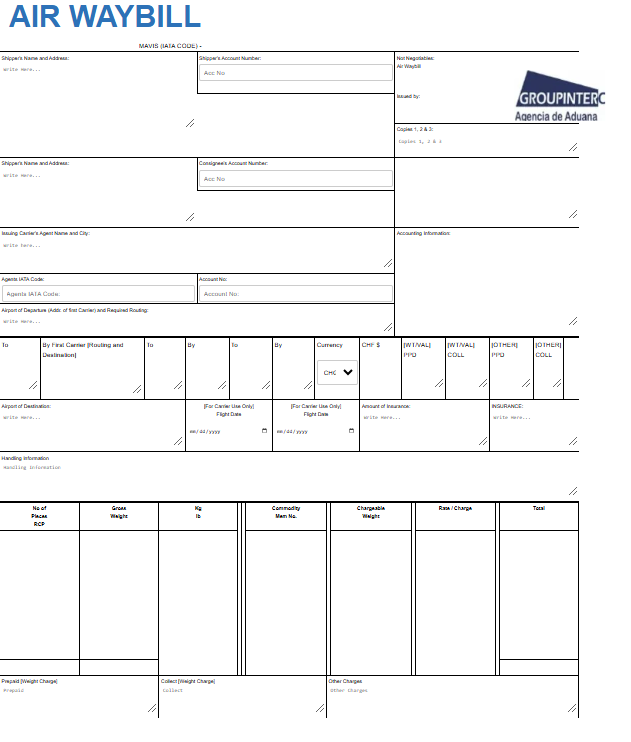 AIR WAYBILL
MAVIS (IATA CODE) -
Shipper's Name and Address:
Write Here...
Shipper's Account Number:
Acc No
Not Negotiables:
Air Waybill
Issued by:
GROUPINTERC
Agencia de Aduana
Copies 1, 2 & 3:
Copies 1, 2 & 3
Shipper's Name and Address:
Write Here...
Consignee's Account Number:
Acc No
Issuing Carrier's Agent Name and City:
Write here...
Accounting Information:
Agents IATA Code:
Agents IATA Code:
Account No:
Account No:
Airport of Departure (Addr. of first Carrier) and Required Routing:
Write here...
To
By First Carrier [Routing and
Destination]
To
By
To
By
Currency
CHC
CHF $
[WT/VAL]
PPD
[WT/VAL]
COLL
[OTHER]
PPD
[OTHER]
COLL
Airport of Destination:
Write Here...
[For Carrier Use Only]
Flight Date
mm/dd/yyyy
[For Carrier Use Only]
Flight Date
mm/dd/yyyy
Amount of Insurance:
Write Here...
INSURANCE:
Write Here...
Handling Information
Handling Information
No of
Places
RCP
Gross
Weight
Kg
lb
Commodity
Mem No.
Chargeable
Weight
Rate / Charge
Total
Prepaid [Weight Charge]
Prepaid
Collect [Weight Charge]
Collect
Other Charges
Other Charges